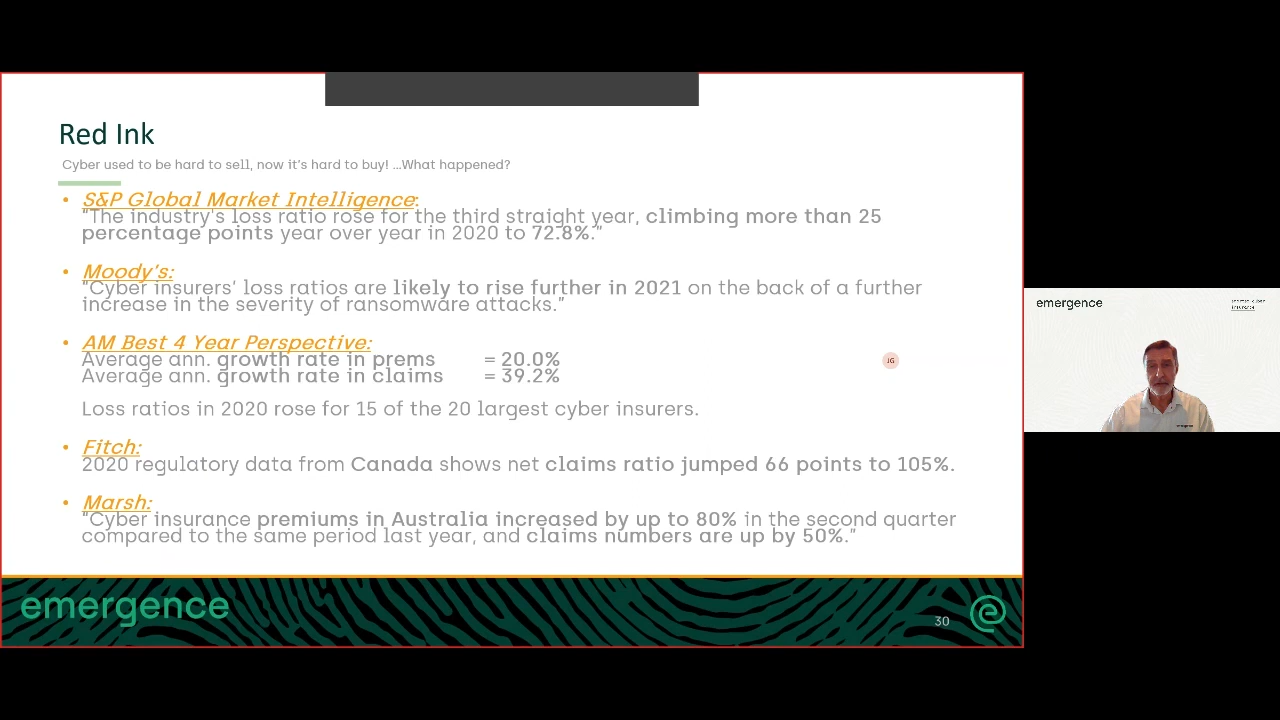 Red Ink
Cyber used to be hard to sell, now it's hard to buy! ...What happened?
• S&P Global Market Intelligence:
"The industry's loss ratio rose for the third straight year, climbing more than 25
percentage points year over year in 2020 to 72.8%."
• Moody's:
"Cyber insurers' loss ratios are likely to rise further in 2021 on the back of a further
increase in the severity of ransomware attacks."
• AM Best 4 Year Perspective:
Average ann. growth rate in prems = 20.0%
Average ann. growth rate in claims = 39.2%
Loss ratios in 2020 rose for 15 of the 20 largest cyber insurers.
• Fitch:
2020 regulatory data from Canada shows net claims ratio jumped 66 points to 105%.
• Marsh:
"Cyber insurance premiums in Australia increased by up to 80% in the second quarter
compared to the same period last year, and claims numbers are up by 50%."
emergence
30
JG
emergence
emergence